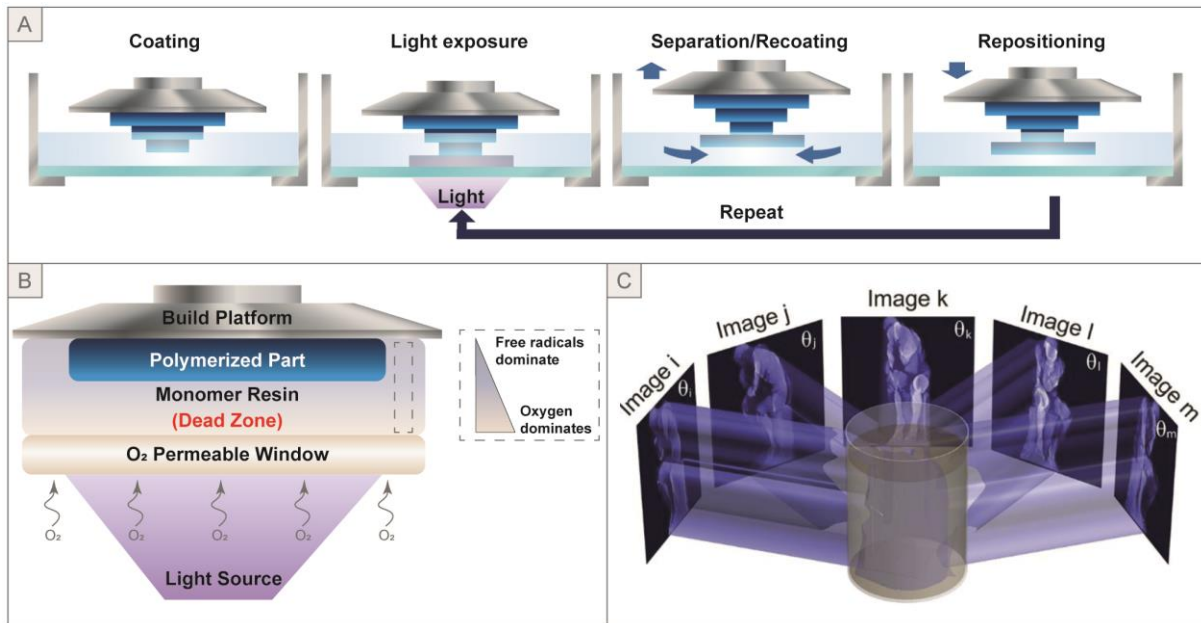 A
Coating
Light exposure
Separation/Recoating
Repositioning
Light
Repeat
B
Build Platform
Polymerized Part
Monomer Resin
(Dead Zone)
O₂ Permeable Window
O₂ O₂ O₂ O₂ O₂
Light Source
Free radicals
dominate
Oxygen
dominates
C
Image i
Image j
Image k
Image l
Image m
θi
θj
θk
θl
θm